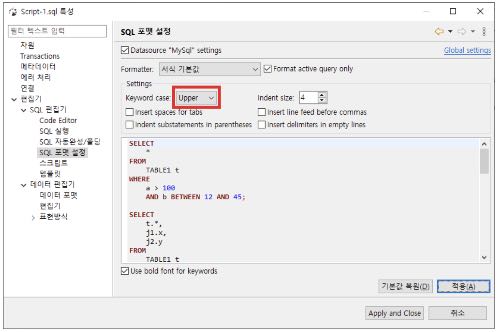 Script-1.sql 특성
필터 텍스트 입력
자원
Transactions
메타데이터
에러 처리
연결
편집기
SQL 편집기
Code Editor
SQL 실행
SQL 자동완성/폴딩
SQL 포맷 설정
스크립트
템플릿
데이터 편집기
데이터 포맷
편집기
표현방식
SQL 포맷 설정
Datasource "MySql" settings
Global settings
Formatter: 서식 기본값
Format active query only
Settings
Keyword case: Upper
Indent size: 4
Insert spaces for tabs
Insert line feed before commas
Indent substatements in parentheses
Insert delimiters in empty lines
SELECT
*
FROM
TABLE1 t
WHERE
a > 100
AND b BETWEEN 12 AND 45;
SELECT
t.*,
j1.x,
j2.y
FROM
TABLE1 t
Use bold font for keywords
기본값 복원(D)
적용(A)
Apply and Close
취소